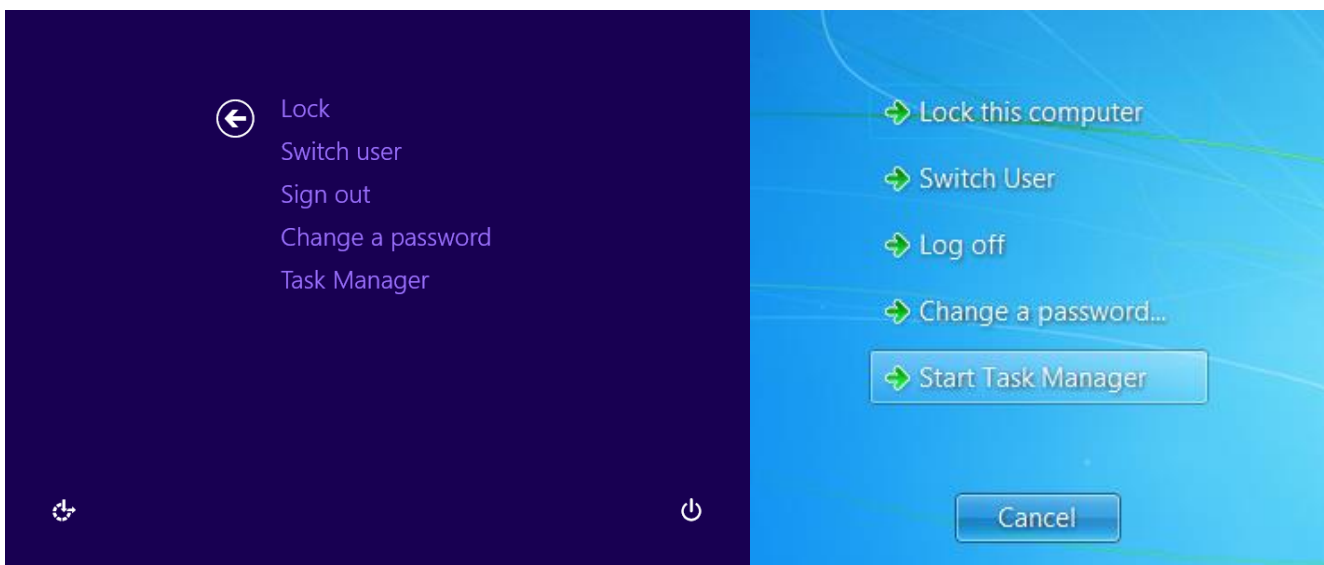 Lock
Switch user
Sign out
Change a password
Task Manager
Lock this computer
Switch User
Log off
Change a password...
Start Task Manager
Cancel